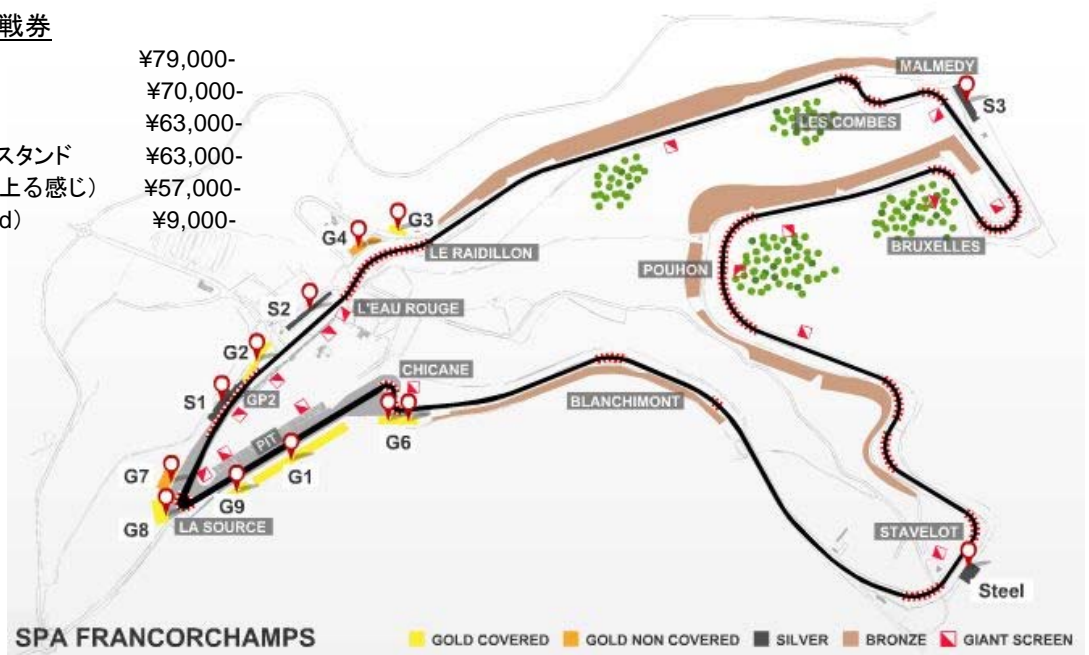 戦券
¥79,000-
¥70,000-
¥63,000-
スタンド ¥63,000-
上る感じ) ¥57,000-
d) ¥9,000-
MALMEDY
S3
LES COMBES
G3
G4
LE RAIDILLON
BRUXELLES
POUHON
S2
L'EAU ROUGE
G2
CHICANE
S1
GP2
BLANCHIMONT
G6
PIT
G1
G7
G9
G8
LA SOURCE
STAVELOT
Steel
SPA FRANCORCHAMPS
GOLD COVERED GOLD NON COVERED SILVER BRONZE GIANT SCREEN